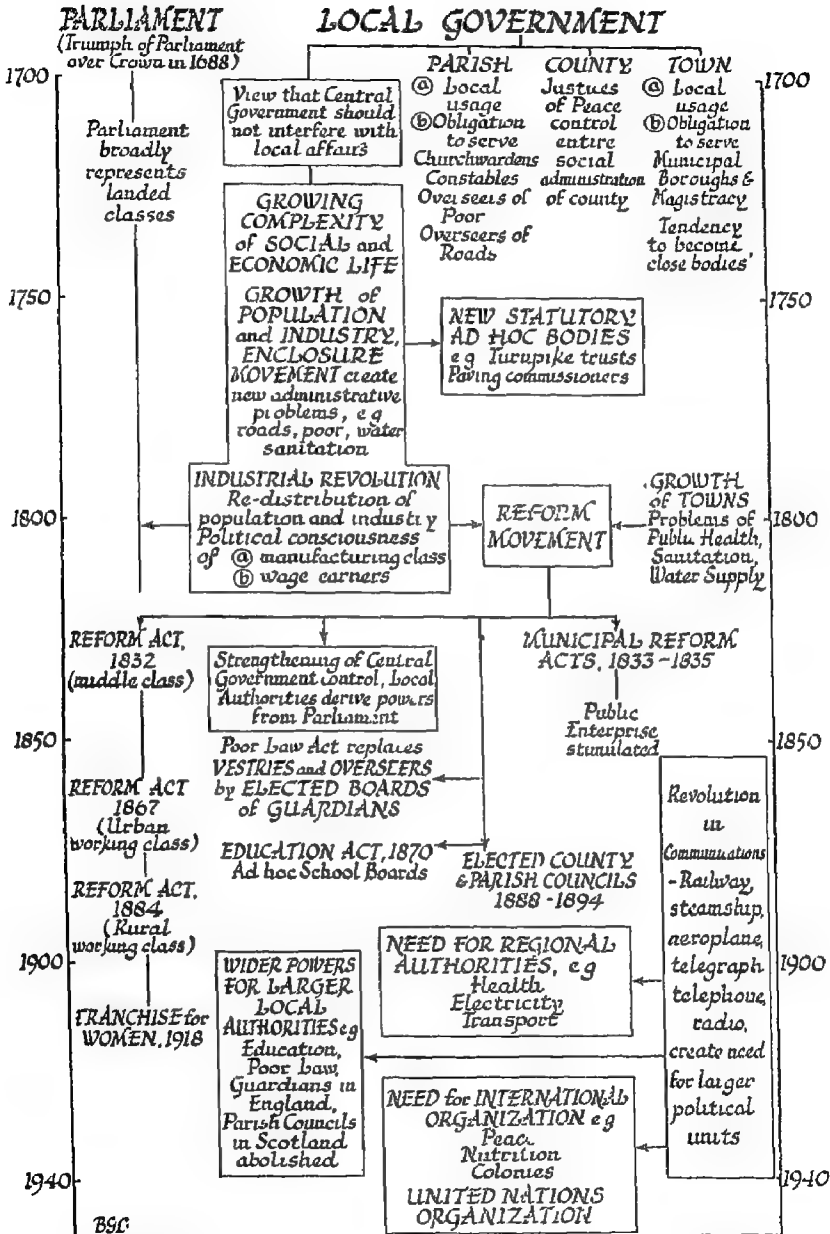 PARLIAMENT
(Triumph of Parliament
over Crown in 1688)
LOCAL GOVERNMENT
1700
1700
Parliament
broadly
represents
landed
classes
View that Central
Government should
not interfere with
local affairs
PARISH
ⓐ Local
usage
ⓑ Obligation
to serve
Churchwardens
Constables
Overseers of
Poor
Overseers of
Roads
COUNTY
Justices
of Peace
control
entire
social
administration
of county
TOWN
ⓐ Local
usage
ⓑ Obligation
to serve
Municipal
Boroughs &
Magistracy
Tendency
to become
'close bodies'
GROWING
COMPLEXITY
of SOCIAL and
ECONOMIC LIFE
GROWTH of
POPULATION
and INDUSTRY,
ENCLOSURE
MOVEMENT create
new administrative
problems, e g
roads, poor, water
sanitation
1750
1750
NEW STATUTORY
AD HOC BODIES
e g Turnpike trusts
Paving commissioners
INDUSTRIAL REVOLUTION
Re-distribution of
population and industry
Political consciousness
of ⓐ manufacturing class
ⓑ wage earners
REFORM
MOVEMENT
GROWTH
of TOWNS
Problems of
Public Health,
Sanitation,
Water Supply
1800
1800
REFORM ACT,
1832
(middle class)
Strengthening of Central
Government control, Local
Authorities derive powers
from Parliament
MUNICIPAL REFORM
ACTS, 1833-1835
Public
Enterprise
stimulated
1850
1850
Poor Law Act replaces
VESTRIES and OVERSEERS
by ELECTED BOARDS
of GUARDIANS
REFORM ACT
1867
(Urban
working class)
EDUCATION ACT, 1870
Ad hoc School Boards
ELECTED COUNTY
& PARISH COUNCILS
1888-1894
REFORM ACT,
1884
(Rural
working class)
Revolution
in
Communications
-Railway,
steamship,
aeroplane,
telegraph
telephone,
radio,
create need
for larger
political
units
1900
1900
FRANCHISE for
WOMEN, 1918
WIDER POWERS
FOR LARGER
LOCAL
AUTHORITIES e g
Education,
Poor Law,
Guardians in
England,
Parish Councils
in Scotland
abolished
NEED FOR REGIONAL
AUTHORITIES, e g
Health
Electricity
Transport
NEED for INTERNATIONAL
ORGANIZATION e g
Peace
Nutrition
Colonies
UNITED NATIONS
ORGANIZATION
1940
1940